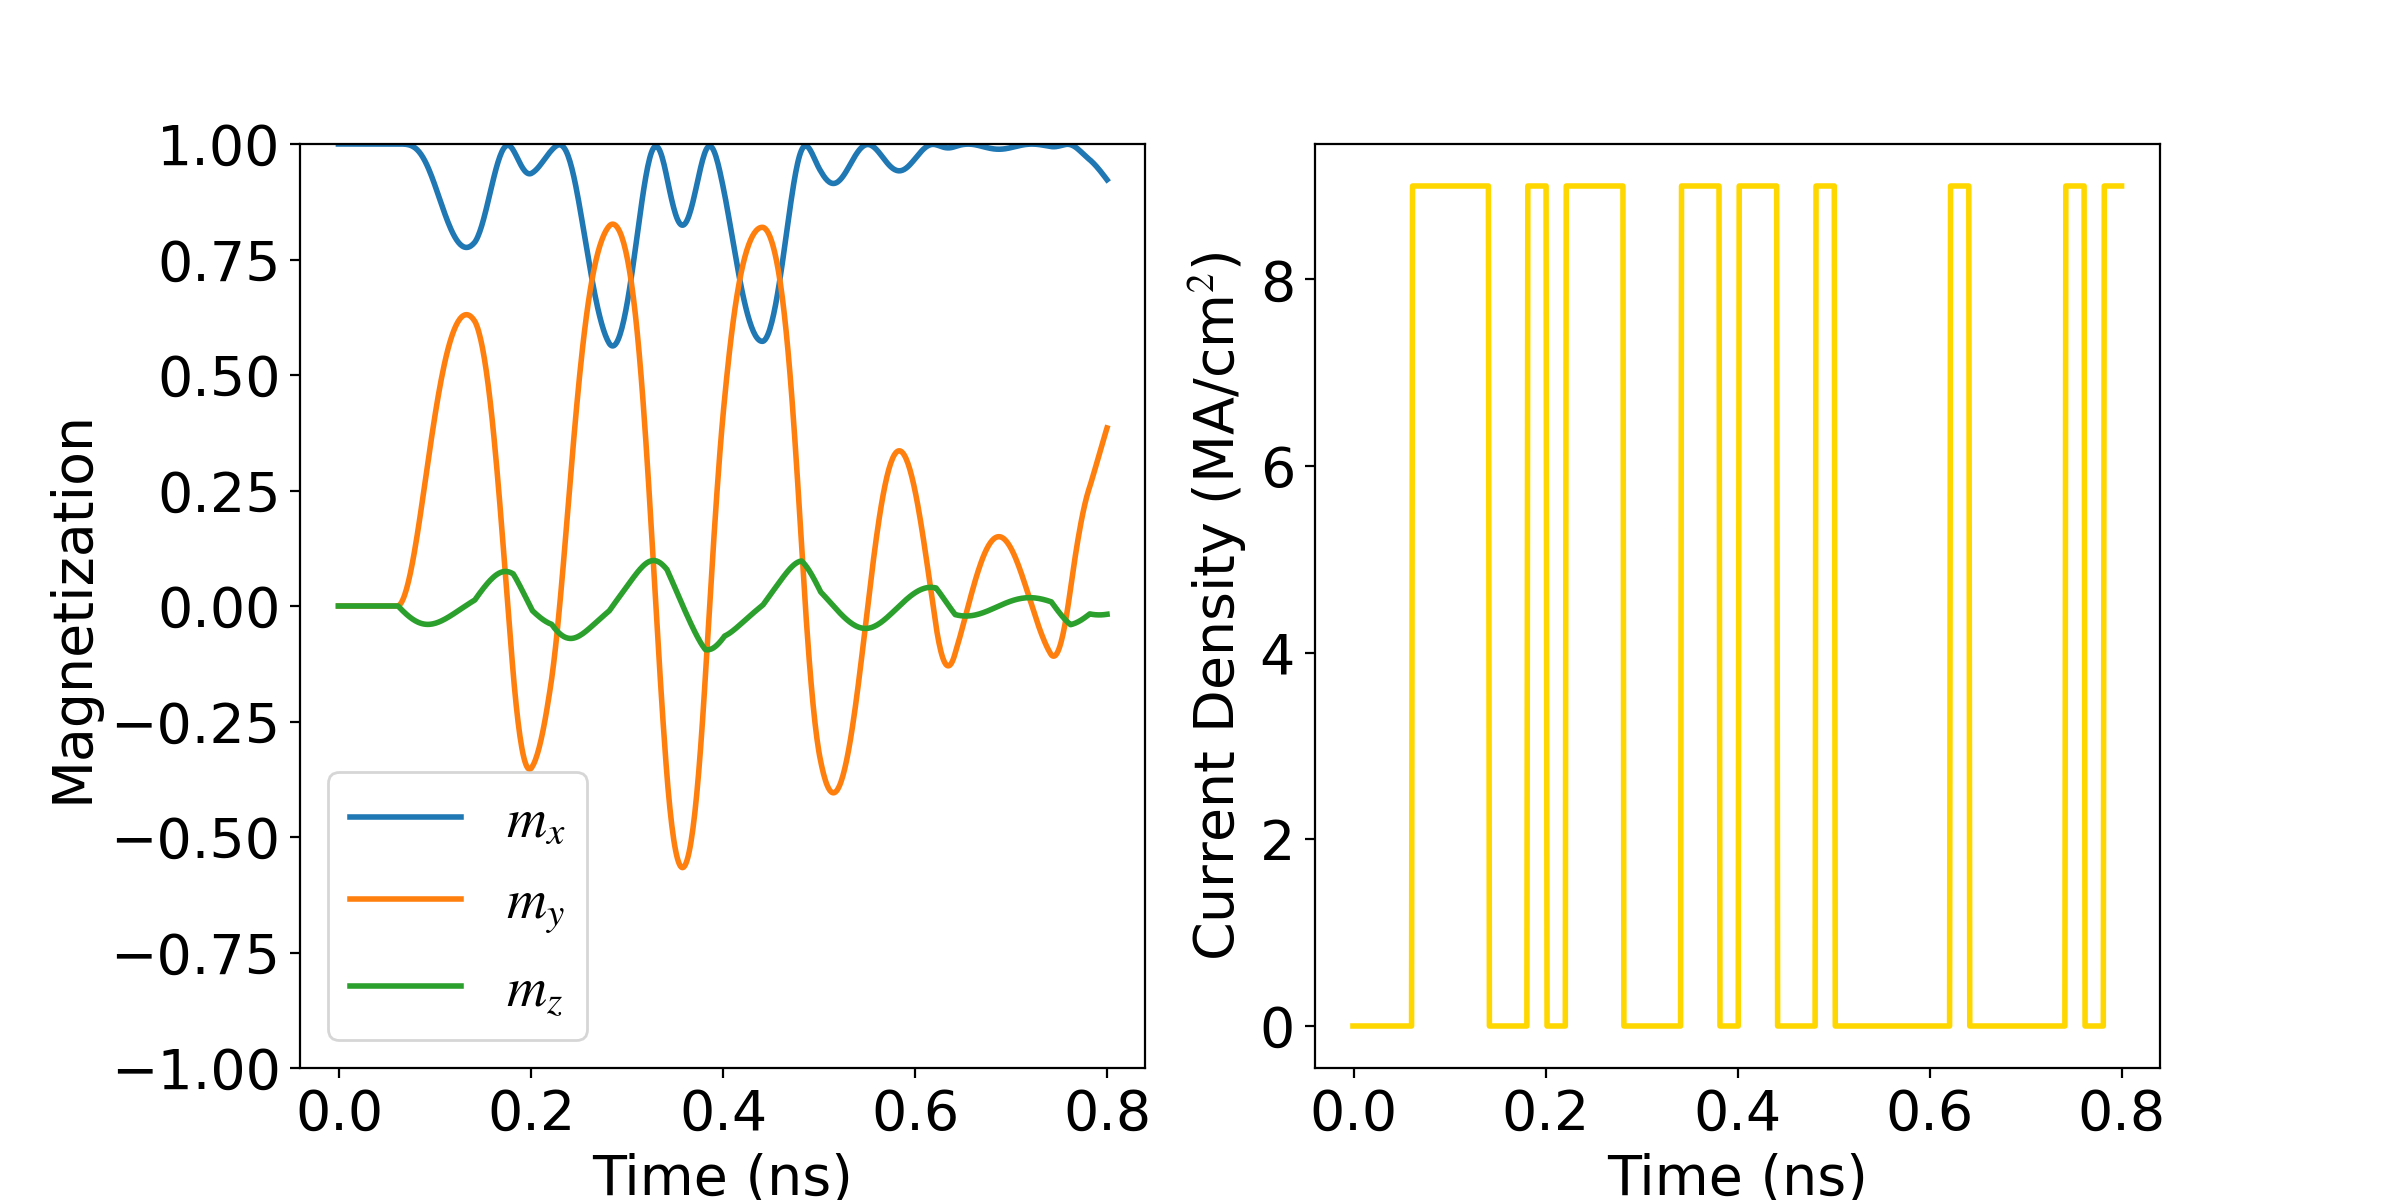 1.00
0.75
0.50
0.25
0.00
−0.25
−0.50
−0.75
−1.00
Magnetization
0.0 0.2 0.4 0.6 0.8
Time (ns)
mₓ
m_y
m_z
8
6
4
2
0
Current Density (MA/cm²)
0.0 0.2 0.4 0.6 0.8
Time (ns)